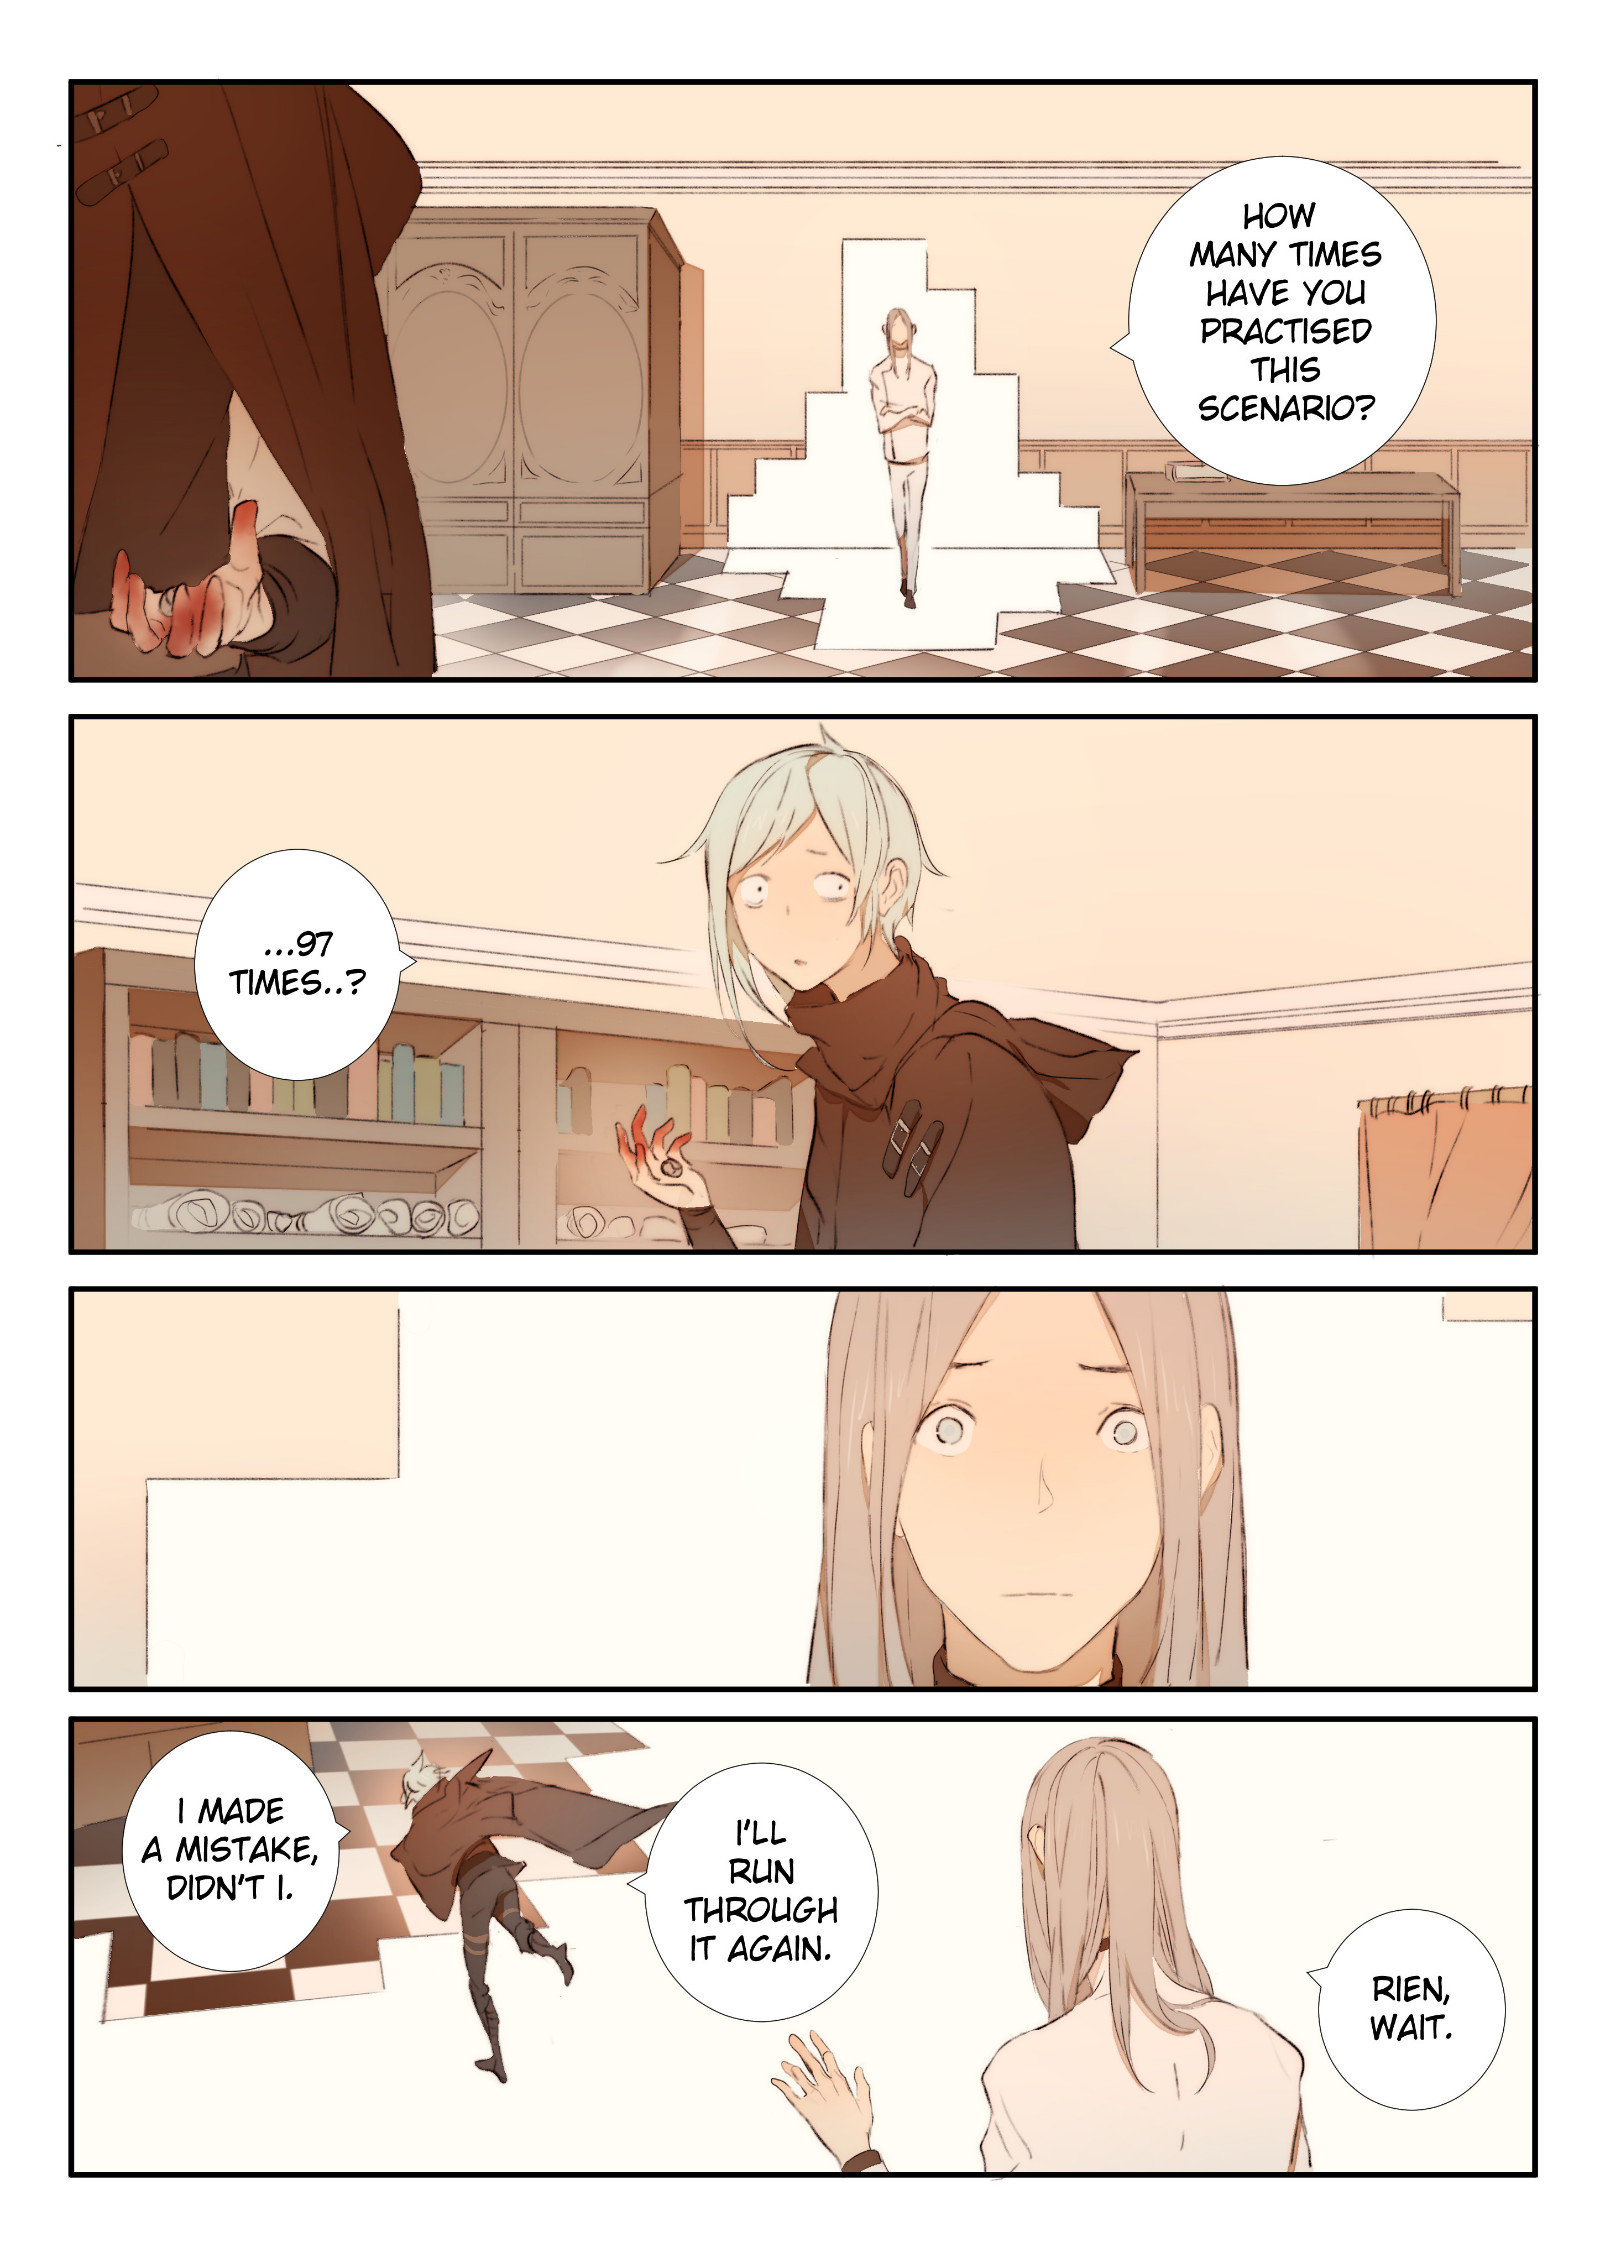 HOW
MANY TIMES
HAVE YOU
PRACTISED
THIS
SCENARIO?
...97
TIMES..?
I MADE
A MISTAKE,
DIDN'T I.
I'LL
RUN
THROUGH
IT AGAIN.
RIEN,
WAIT.